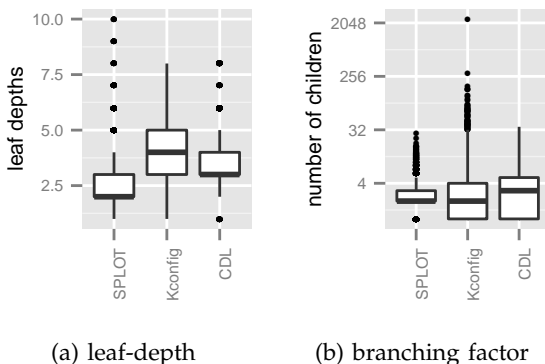 leaf depths
10.0
7.5
5.0
2.5
SPLOT
Kconfig
CDL
(a) leaf-depth
number of children
2048
256
32
4
SPLOT
Kconfig
CDL
(b) branching factor